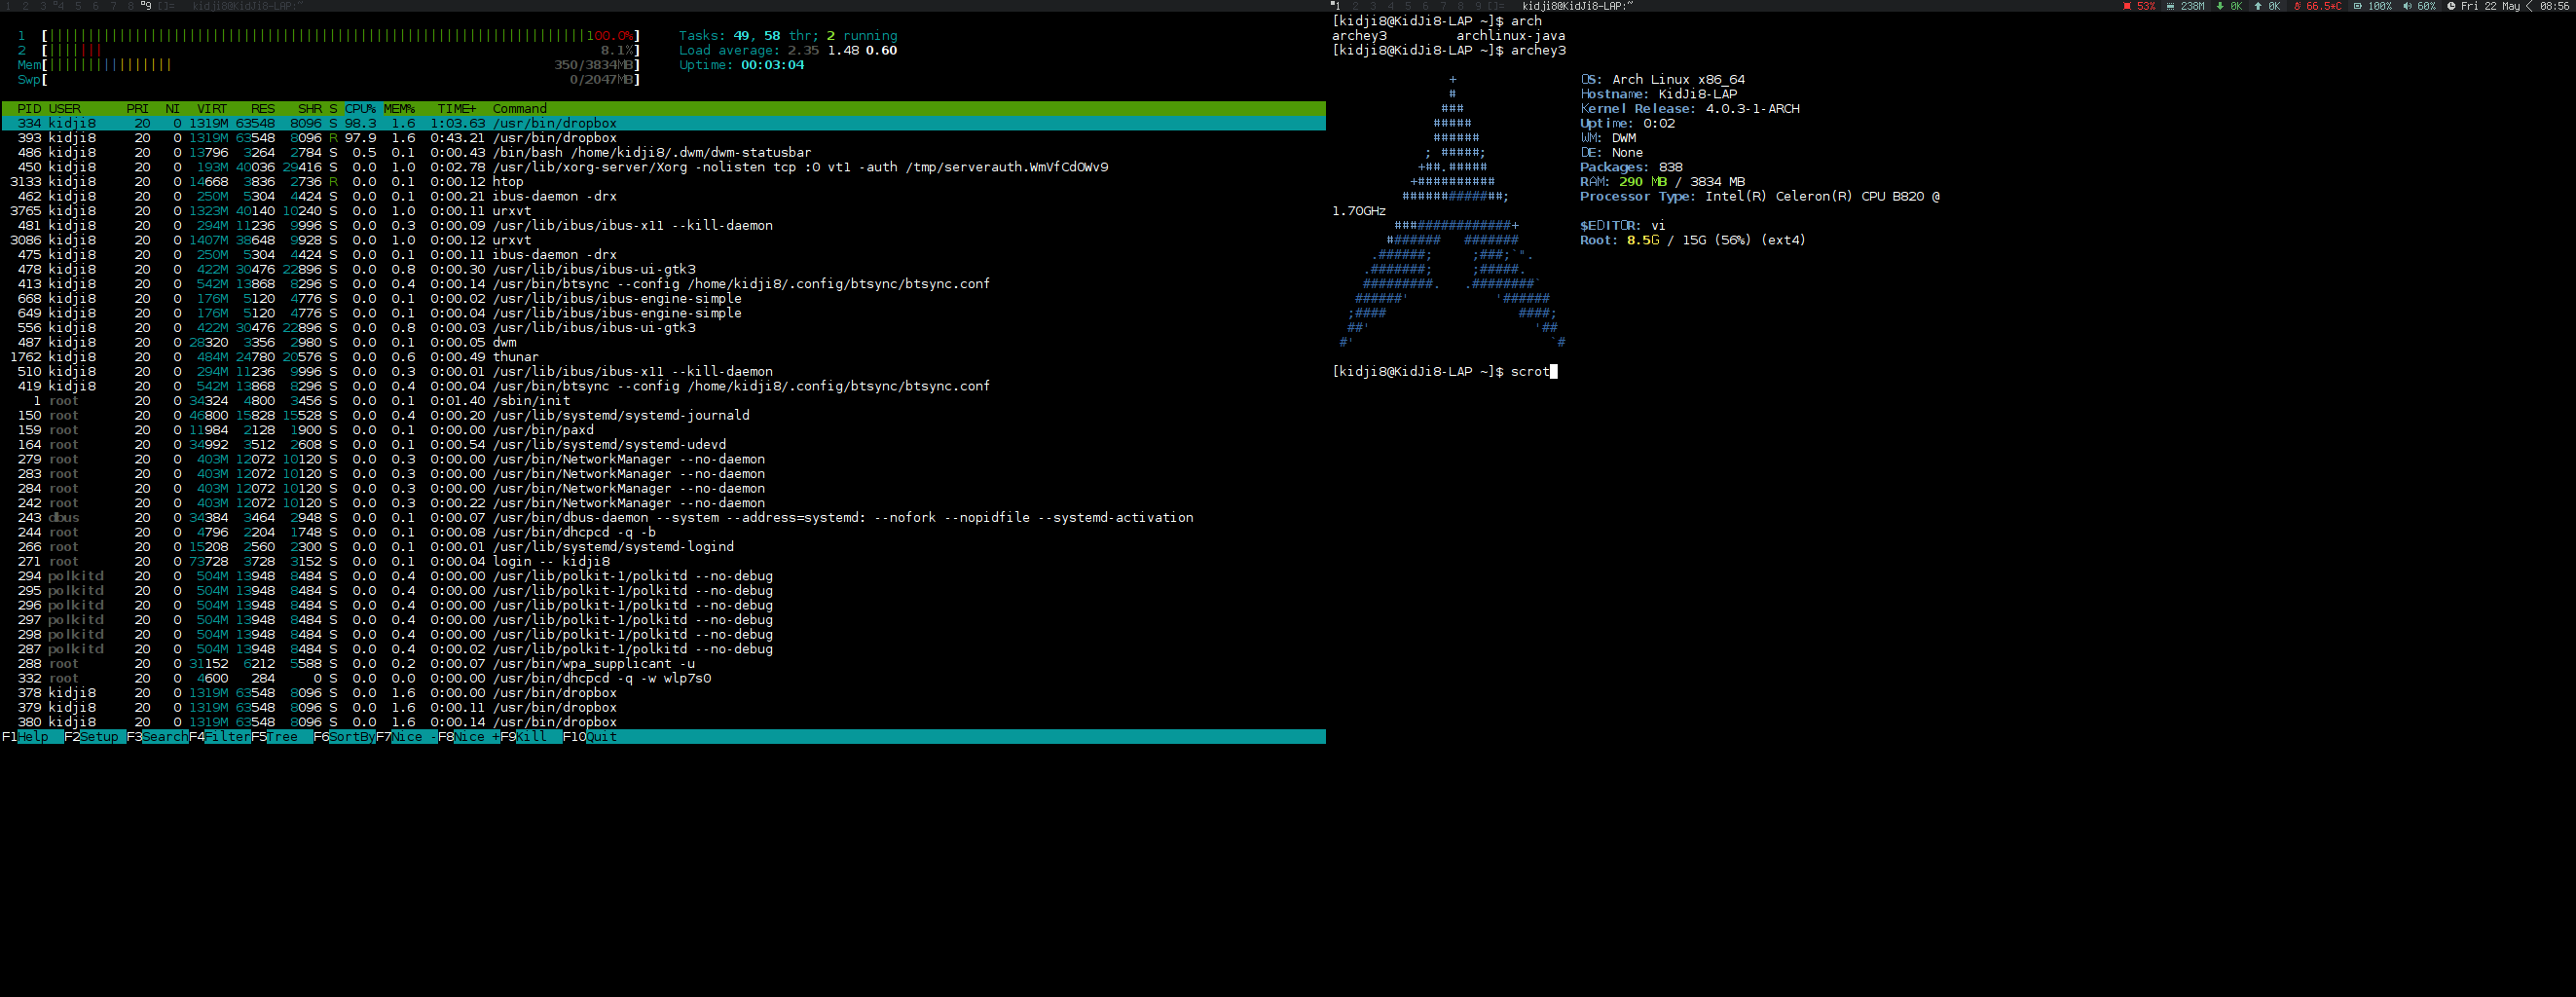 1 2 3 4 5 6 7 8 9 []= kidji8@KidJi8-LAP:~
1 [100.0%]
2 [8.1%]
Mem[350/3834MB]
Swp[0/2047MB]
Tasks: 49, 58 thr; 2 running
Load average: 2.35 1.48 0.60
Uptime: 00:03:04
PID USER PRI NI VIRT RES SHR S CPU% MEM% TIME+ Command
334 kidji8 20 0 1319M 63548 8096 S 98.3 1.6 1:03.63 /usr/bin/dropbox
393 kidji8 20 0 1319M 63548 8096 R 97.9 1.6 0:43.21 /usr/bin/dropbox
486 kidji8 20 0 13796 3264 2784 S 0.5 0.1 0:00.43 /bin/bash /home/kidji8/.dwm/dwm-statusbar
450 kidji8 20 0 193M 40036 29416 S 0.0 1.0 0:02.78 /usr/lib/xorg-server/Xorg -nolisten tcp :0 vt1 -auth /tmp/serverauth.WmVfCdOWv9
3133 kidji8 20 0 14668 3836 2736 R 0.0 0.1 0:00.12 htop
462 kidji8 20 0 250M 5304 4424 S 0.0 0.1 0:00.21 ibus-daemon -drx
3765 kidji8 20 0 1323M 40140 10240 S 0.0 1.0 0:00.11 urxvt
481 kidji8 20 0 294M 11236 9996 S 0.0 0.3 0:00.09 /usr/lib/ibus/ibus-x11 --kill-daemon
3086 kidji8 20 0 1407M 38648 9928 S 0.0 1.0 0:00.12 urxvt
475 kidji8 20 0 250M 5304 4424 S 0.0 0.1 0:00.11 ibus-daemon -drx
478 kidji8 20 0 422M 30476 22896 S 0.0 0.8 0:00.30 /usr/lib/ibus/ibus-ui-gtk3
413 kidji8 20 0 542M 13868 8296 S 0.0 0.4 0:00.14 /usr/bin/btsync --config /home/kidji8/.config/btsync/btsync.conf
668 kidji8 20 0 176M 5120 4776 S 0.0 0.1 0:00.02 /usr/lib/ibus/ibus-engine-simple
649 kidji8 20 0 176M 5120 4776 S 0.0 0.1 0:00.04 /usr/lib/ibus/ibus-engine-simple
556 kidji8 20 0 422M 30476 22896 S 0.0 0.8 0:00.03 /usr/lib/ibus/ibus-ui-gtk3
487 kidji8 20 0 28320 3356 2980 S 0.0 0.1 0:00.05 dwm
1762 kidji8 20 0 484M 24780 20576 S 0.0 0.6 0:00.49 thunar
510 kidji8 20 0 294M 11236 9996 S 0.0 0.3 0:00.01 /usr/lib/ibus/ibus-x11 --kill-daemon
419 kidji8 20 0 542M 13868 8296 S 0.0 0.4 0:00.04 /usr/bin/btsync --config /home/kidji8/.config/btsync/btsync.conf
1 root 20 0 34324 4800 3456 S 0.0 0.1 0:01.40 /sbin/init
150 root 20 0 46800 15828 15528 S 0.0 0.4 0:00.20 /usr/lib/systemd/systemd-journald
159 root 20 0 11984 2128 1900 S 0.0 0.1 0:00.00 /usr/bin/paxd
164 root 20 0 34992 3512 2608 S 0.0 0.1 0:00.54 /usr/lib/systemd/systemd-udevd
279 root 20 0 403M 12072 10120 S 0.0 0.3 0:00.00 /usr/bin/NetworkManager --no-daemon
283 root 20 0 403M 12072 10120 S 0.0 0.3 0:00.00 /usr/bin/NetworkManager --no-daemon
284 root 20 0 403M 12072 10120 S 0.0 0.3 0:00.00 /usr/bin/NetworkManager --no-daemon
242 root 20 0 403M 12072 10120 S 0.0 0.3 0:00.22 /usr/bin/NetworkManager --no-daemon
243 dbus 20 0 34384 3464 2948 S 0.0 0.1 0:00.07 /usr/bin/dbus-daemon --system --address=systemd: --nofork --nopidfile --systemd-activation
244 root 20 0 4796 2204 1748 S 0.0 0.1 0:00.08 /usr/bin/dhcpcd -q -b
266 root 20 0 15208 2560 2300 S 0.0 0.1 0:00.01 /usr/lib/systemd/systemd-logind
271 root 20 0 73728 3728 3152 S 0.0 0.1 0:00.04 login -- kidji8
294 polkitd 20 0 504M 13948 8484 S 0.0 0.4 0:00.00 /usr/lib/polkit-1/polkitd --no-debug
295 polkitd 20 0 504M 13948 8484 S 0.0 0.4 0:00.00 /usr/lib/polkit-1/polkitd --no-debug
296 polkitd 20 0 504M 13948 8484 S 0.0 0.4 0:00.00 /usr/lib/polkit-1/polkitd --no-debug
297 polkitd 20 0 504M 13948 8484 S 0.0 0.4 0:00.00 /usr/lib/polkit-1/polkitd --no-debug
298 polkitd 20 0 504M 13948 8484 S 0.0 0.4 0:00.00 /usr/lib/polkit-1/polkitd --no-debug
287 polkitd 20 0 504M 13948 8484 S 0.0 0.4 0:00.02 /usr/lib/polkit-1/polkitd --no-debug
288 root 20 0 31152 6212 5588 S 0.0 0.2 0:00.07 /usr/bin/wpa_supplicant -u
332 root 20 0 4600 284 0 S 0.0 0.0 0:00.00 /usr/bin/dhcpcd -q -w wlp7s0
378 kidji8 20 0 1319M 63548 8096 S 0.0 1.6 0:00.00 /usr/bin/dropbox
379 kidji8 20 0 1319M 63548 8096 S 0.0 1.6 0:00.11 /usr/bin/dropbox
380 kidji8 20 0 1319M 63548 8096 S 0.0 1.6 0:00.14 /usr/bin/dropbox
F1Help F2Setup F3SearchF4FilterF5Tree F6SortByF7Nice -F8Nice +F9Kill F10Quit
1 2 3 4 5 6 7 8 9 []= kidji8@KidJi8-LAP:~
53% 238M 0K 0K 66.5*C 100% 60% Fri 22 May 08:56
[kidji8@KidJi8-LAP ~]$ arch
archey3 archlinux-java
[kidji8@KidJi8-LAP ~]$ archey3
OS: Arch Linux x86_64
Hostname: KidJi8-LAP
Kernel Release: 4.0.3-1-ARCH
Uptime: 0:02
WM: DWM
DE: None
Packages: 838
RAM: 290 MB / 3834 MB
Processor Type: Intel(R) Celeron(R) CPU B820 @
1.70GHz
$EDITOR: vi
Root: 8.5G / 15G (56%) (ext4)
[kidji8@KidJi8-LAP ~]$ scrot